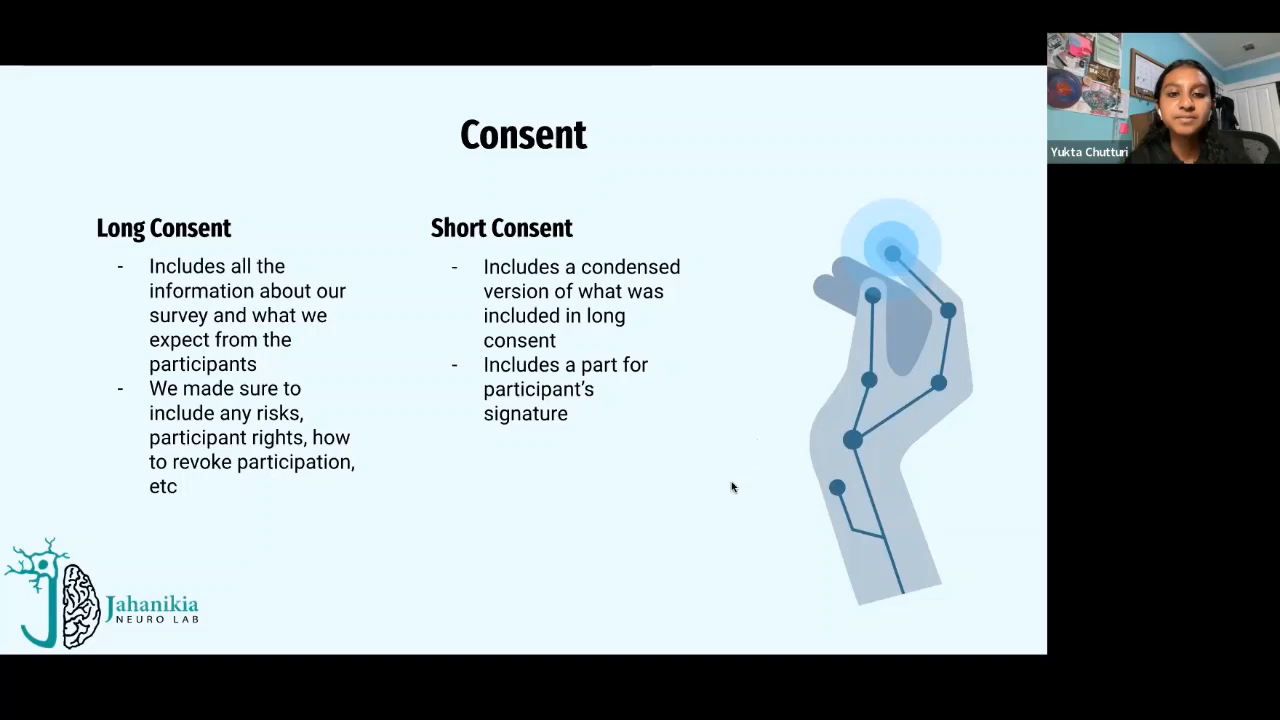 Consent
Long Consent
- Includes all the
information about our
survey and what we
expect from the
participants
- We made sure to
include any risks,
participant rights, how
to revoke participation,
etc
Short Consent
- Includes a condensed
version of what was
included in long
consent
- Includes a part for
participant's
signature
Jahanikia
NEURO LAB
Yukta Chutturi